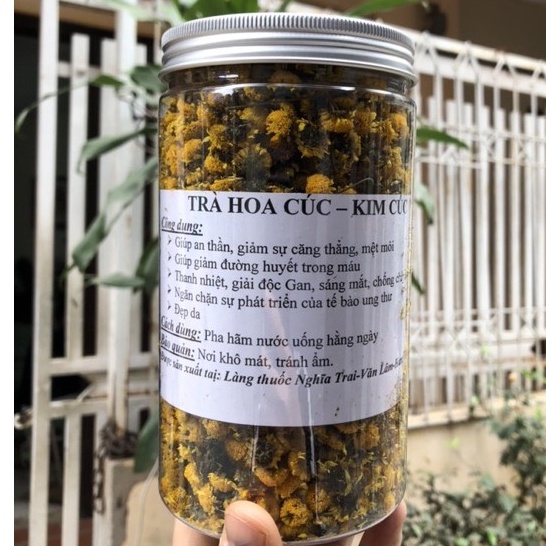 TRÀ HOA CÚC – KIM CÚC
Công dụng:
Giúp an thần, giảm sự căng thẳng, mệt mỏi
Giúp giảm đường huyết trong máu
Thanh nhiệt, giải độc Gan, sáng mắt, chống
Ngăn chặn sự phát triển của tế bào ung thư
Đẹp da
Cách dùng: Pha hãm nước uống hằng ngày
Bảo quản: Nơi khô mát, tránh ẩm.
Được sản xuất tại: Làng thuốc Nghĩa Trai-Văn Lâm-